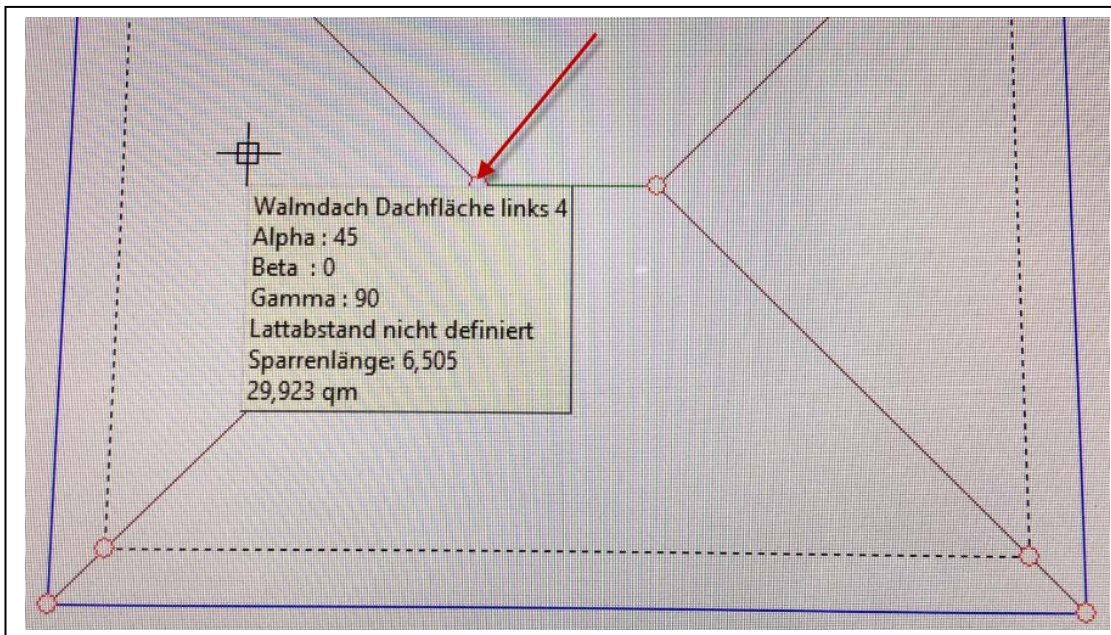 Walmdach Dachfläche links 4
Alpha : 45
Beta : 0
Gamma : 90
Lattabstand nicht definiert
Sparrenlänge: 6,505
29,923 qm